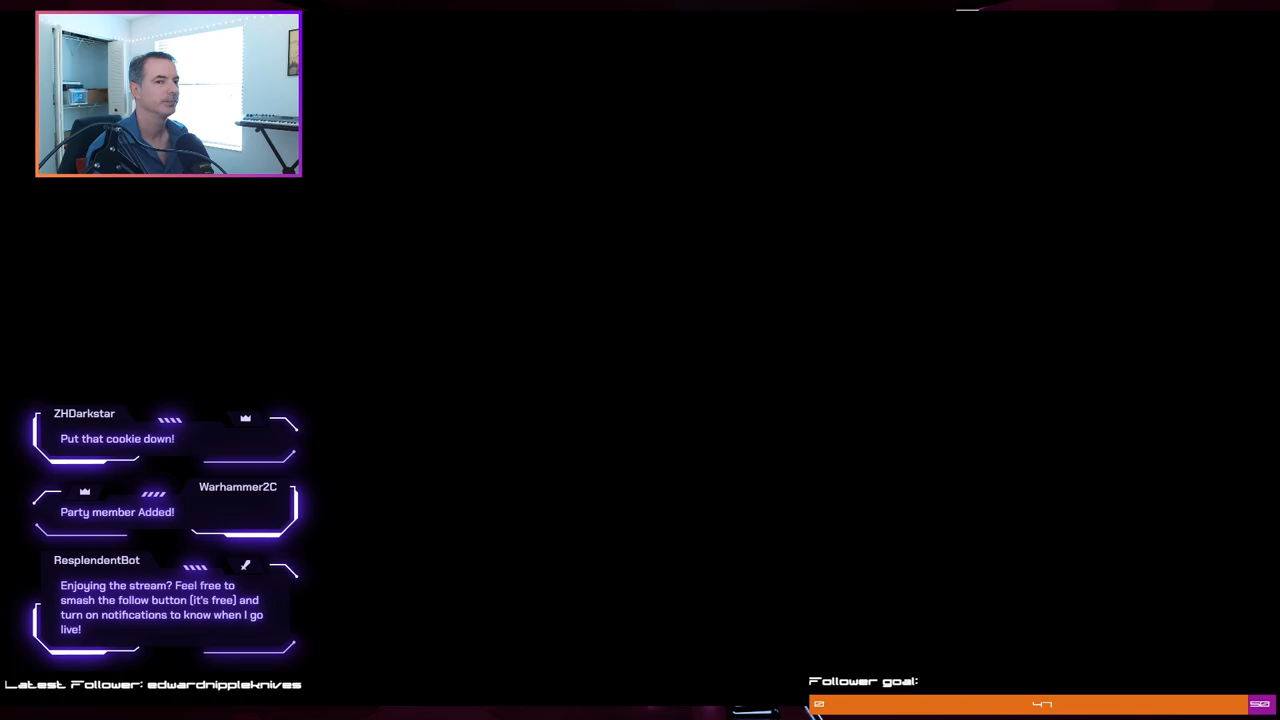 ZHDarkstar
Put that cookie down!
Warhammer2C
Party member Added!
ResplendentBot
Enjoying the stream? Feel free to
smash the follow button (it's free) and
turn on notifications to know when I go
live!
Latest Follower: edwardnippleknives
Follower goal:
0 47 50